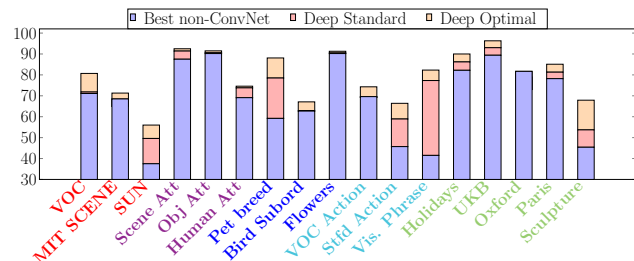 Best non-ConvNet Deep Standard Deep Optimal
100
90
80
70
60
50
40
30
VOC
MIT SCENE
SUN
Scene Att
Obj Att
Human Att
Pet breed
Bird Subord
Flowers
VOC Action
Stfd Action
Vis. Phrase
Holidays
UKB
Oxford
Paris
Sculpture